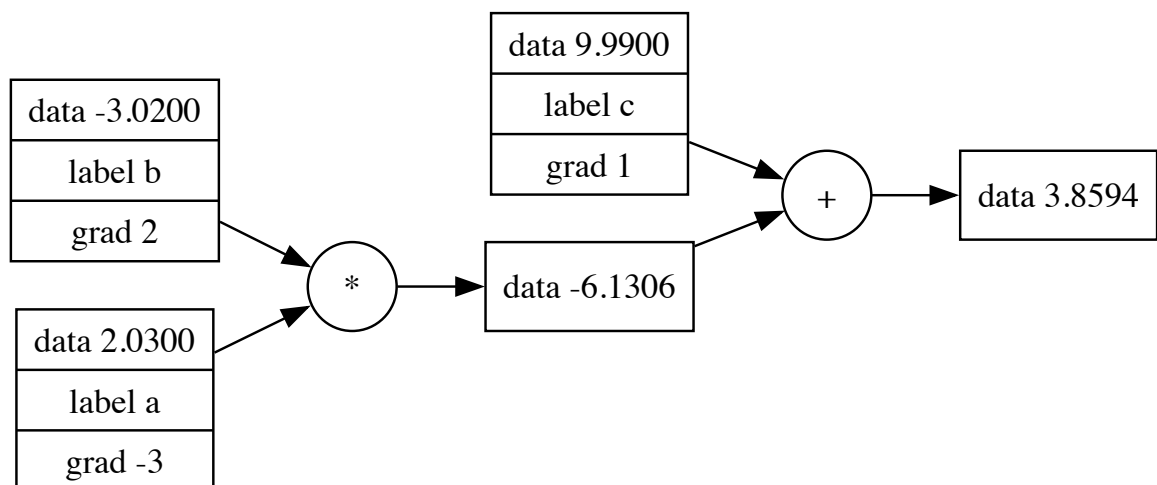 data 9.9900
label c
grad 1
data -3.0200
label b
grad 2
+
data 3.8594
*
data -6.1306
data 2.0300
label a
grad -3